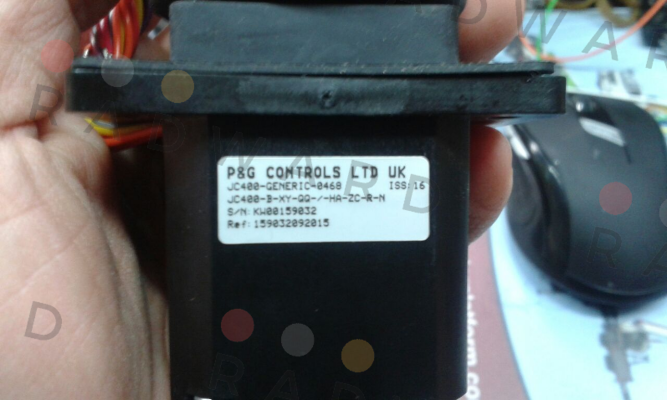 P&G CONTROLS LTD UK
JC400-GENERIC-0468 ISS:16
JC400-B-XY-QQ-/-HA-ZC-R-N
S/N: KW00159032
Ref: 159032092015